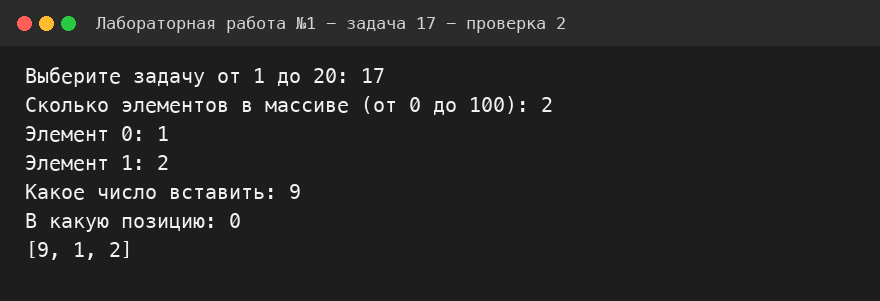 Лабораторная работа №1 — задача 17 — проверка 2
Выберите задачу от 1 до 20: 17
Сколько элементов в массиве (от 0 до 100): 2
Элемент 0: 1
Элемент 1: 2
Какое число вставить: 9
В какую позицию: 0
[9, 1, 2]